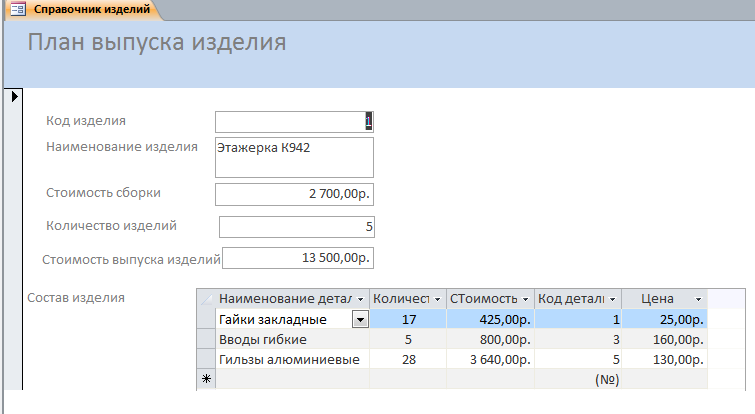 Справочник изделий
План выпуска изделия
Код изделия 1
Наименование изделия Этажерка К942
Стоимость сборки 2 700,00р.
Количество изделий 5
Стоимость выпуска изделий 13 500,00р.
Состав изделия
Наименование детал Количест СТоимость Код детали Цена
Гайки закладные 17 425,00р. 1 25,00р.
Вводы гибкие 5 800,00р. 3 160,00р.
Гильзы алюминиевые 28 3 640,00р. 5 130,00р.
(№)